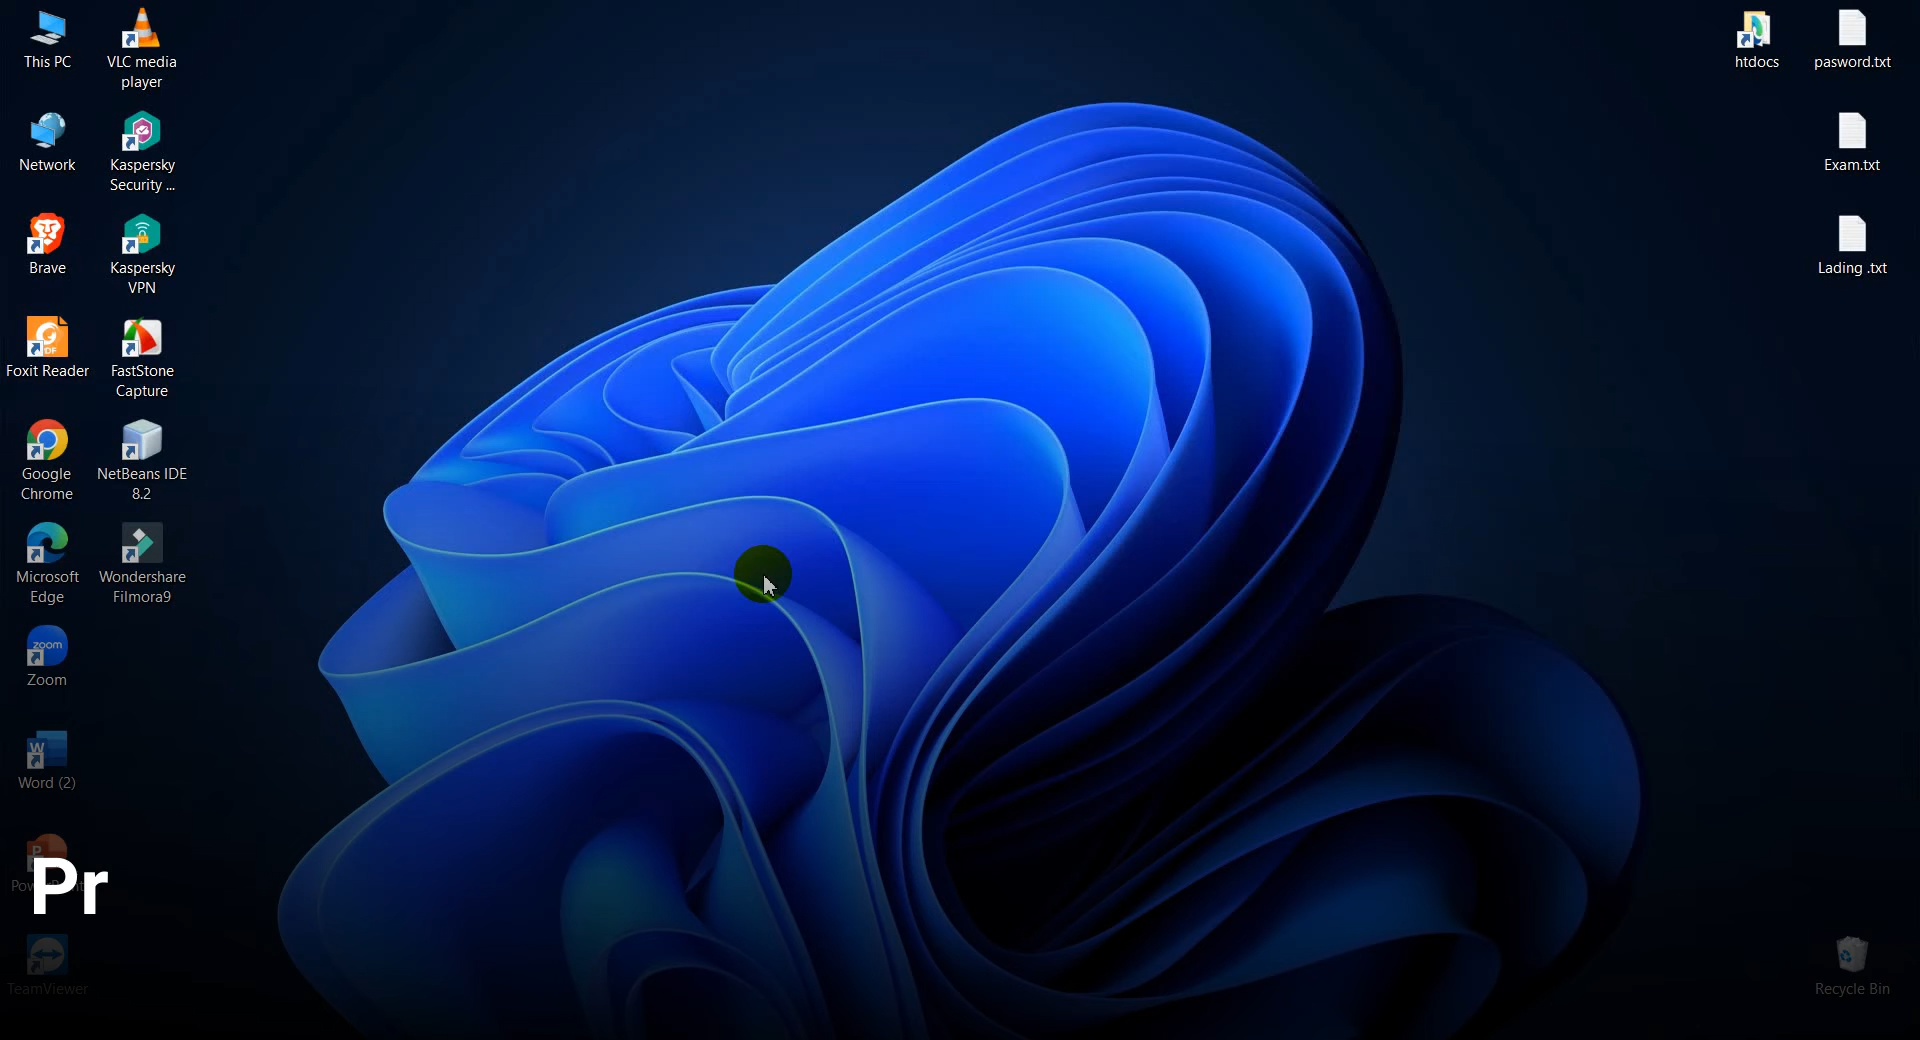 This PC
VLC media
player
htdocs
pasword.txt
Network
Kaspersky
Security ...
Exam.txt
Brave
Kaspersky
VPN
Lading .txt
Foxit Reader
FastStone
Capture
Google
Chrome
NetBeans IDE
8.2
Microsoft
Edge
Wondershare
Filmora9
zoom
Zoom
Word (2)
Pr
TeamViewer
Recycle Bin